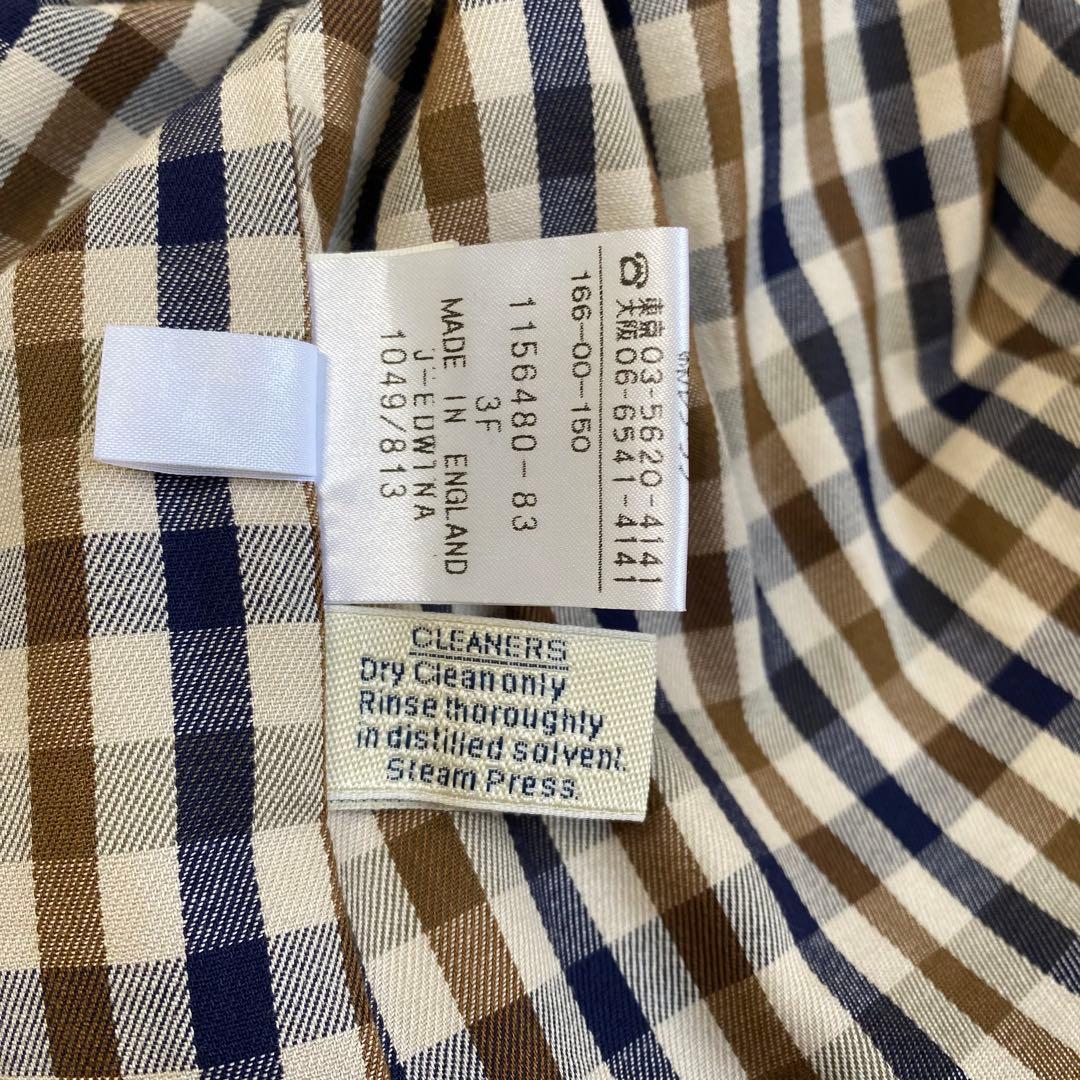 ☎東京03-5620-4141
大阪06-6541-4141
166-00-150
1156480-83
3F
MADE IN ENGLAND
J-EDWINA
1049/813
CLEANERS
Dry Clean only
Rinse thoroughly
in distilled solvent.
Steam Press.